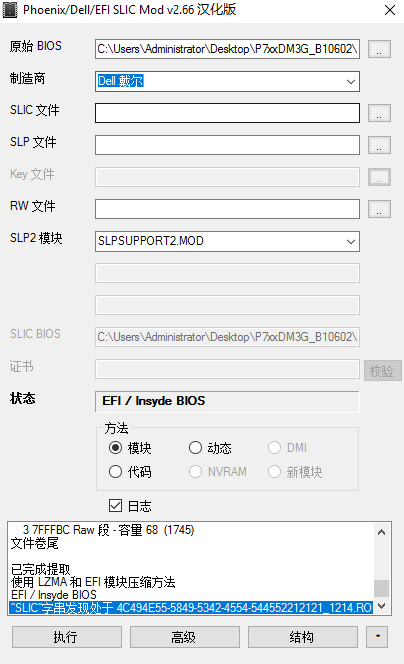 Phoenix/Dell/EFI SLIC Mod v2.66 汉化版
原始 BIOS C:\Users\Administrator\Desktop\P7xxDM3G_B10602\ ..
制造商 Dell 戴尔
SLIC 文件 ..
SLP 文件 ..
Key 文件 ..
RW 文件 ..
SLP2 模块 SLPSUPPORT2.MOD
SLIC BIOS C:\Users\Administrator\Desktop\P7xxDM3G_B10602\
证书 校验
状态 EFI / Insyde BIOS
方法
模块 动态 DMI
代码 NVRAM 新模块
日志
3 7FFFBC Raw 段 - 容量 68 (1745)
文件卷尾
已完成提取
使用 LZMA 和 EFI 模块压缩方法
EFI / Insyde BIOS
"SLIC"字串发现处于 4C494E55-5849-5342-4554-544552212121_1214.RO
执行 高级 结构 *